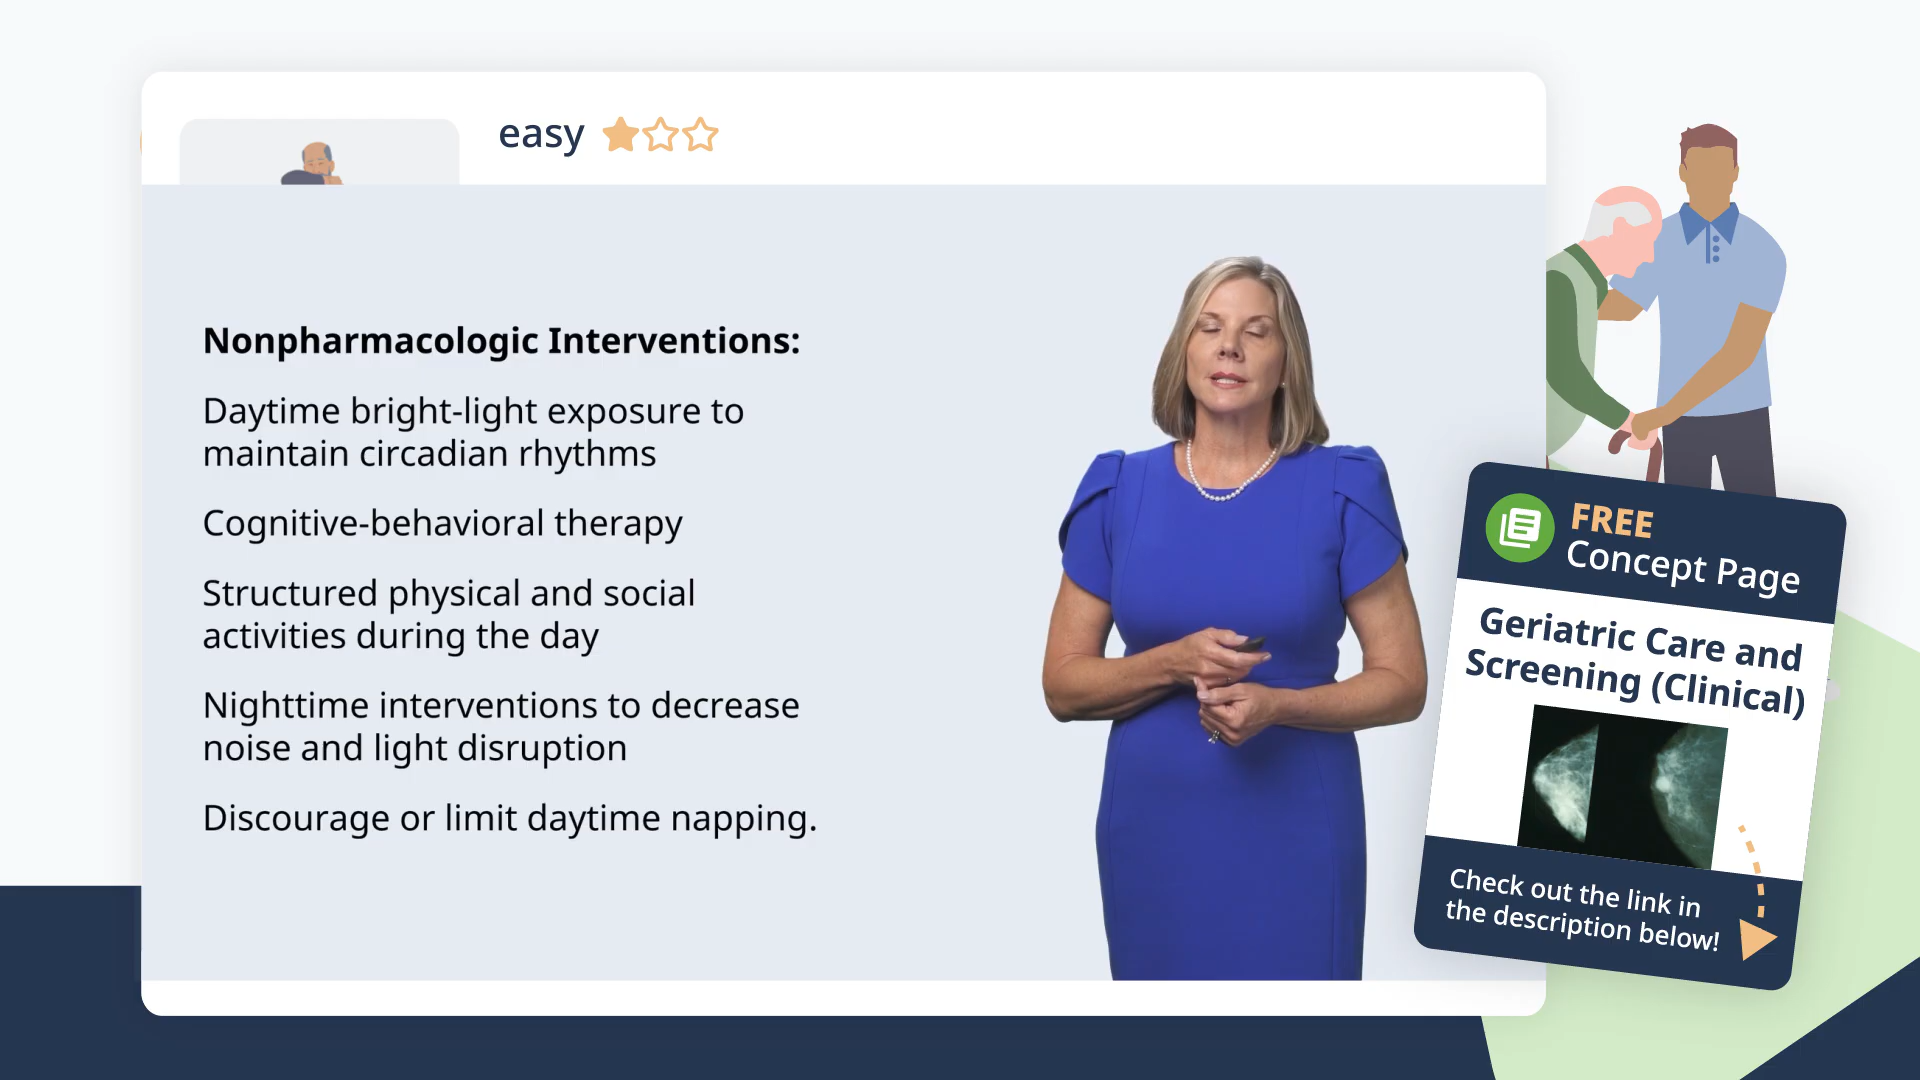 easy
Nonpharmacologic Interventions:
Daytime bright-light exposure to
maintain circadian rhythms
Cognitive-behavioral therapy
Structured physical and social
activities during the day
Nighttime interventions to decrease
noise and light disruption
Discourage or limit daytime napping.
FREE
Concept Page
Geriatric Care and
Screening (Clinical)
Check out the link in
the description below!